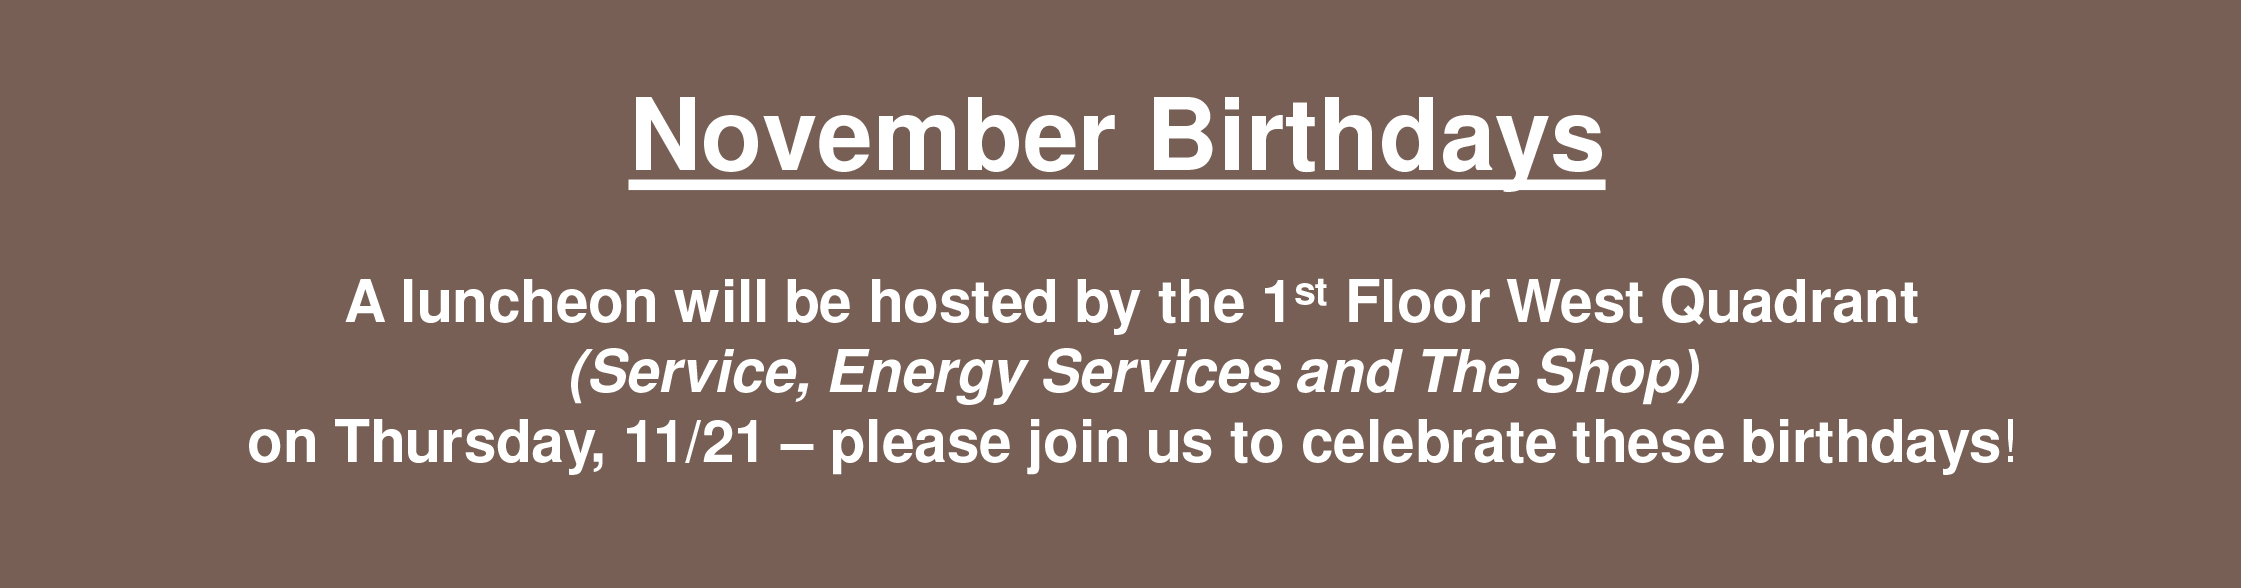 November Birthdays
A luncheon will be hosted by the 1st Floor West Quadrant
(Service, Energy Services and The Shop)
on Thursday, 11/21 – please join us to celebrate these birthdays!